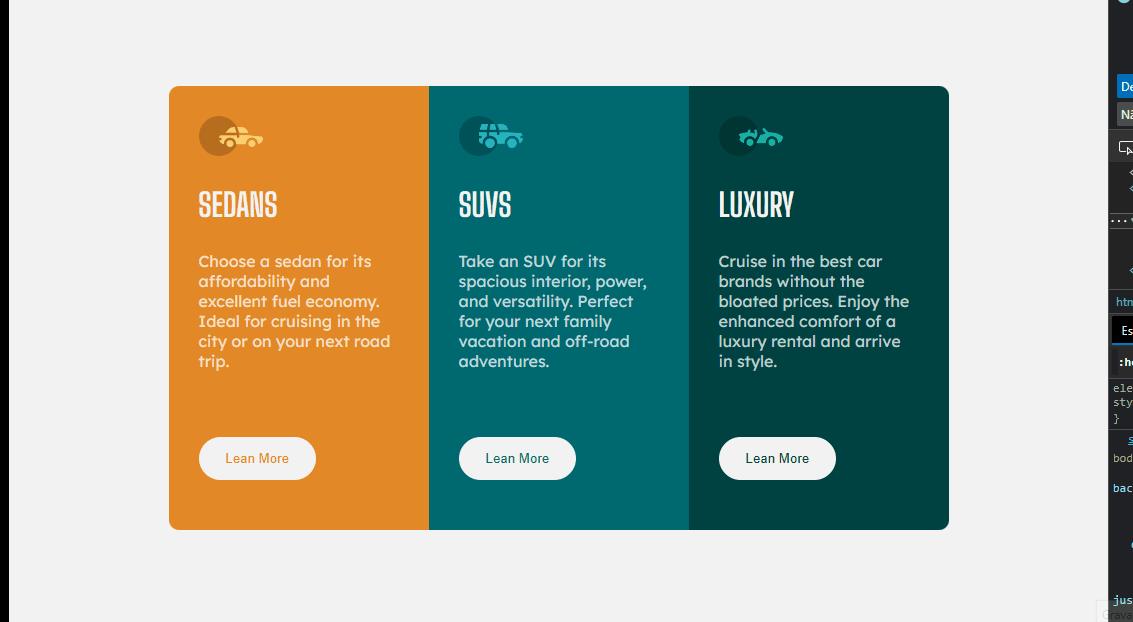 SEDANS
Choose a sedan for its
affordability and
excellent fuel economy.
Ideal for cruising in the
city or on your next road
trip.
Lean More
SUVS
Take an SUV for its
spacious interior, power,
and versatility. Perfect
for your next family
vacation and off-road
adventures.
Lean More
LUXURY
Cruise in the best car
brands without the
bloated prices. Enjoy the
enhanced comfort of a
luxury rental and arrive
in style.
Lean More
De
htm
Es
:ho
ele
sty
}
bod
bac
jus